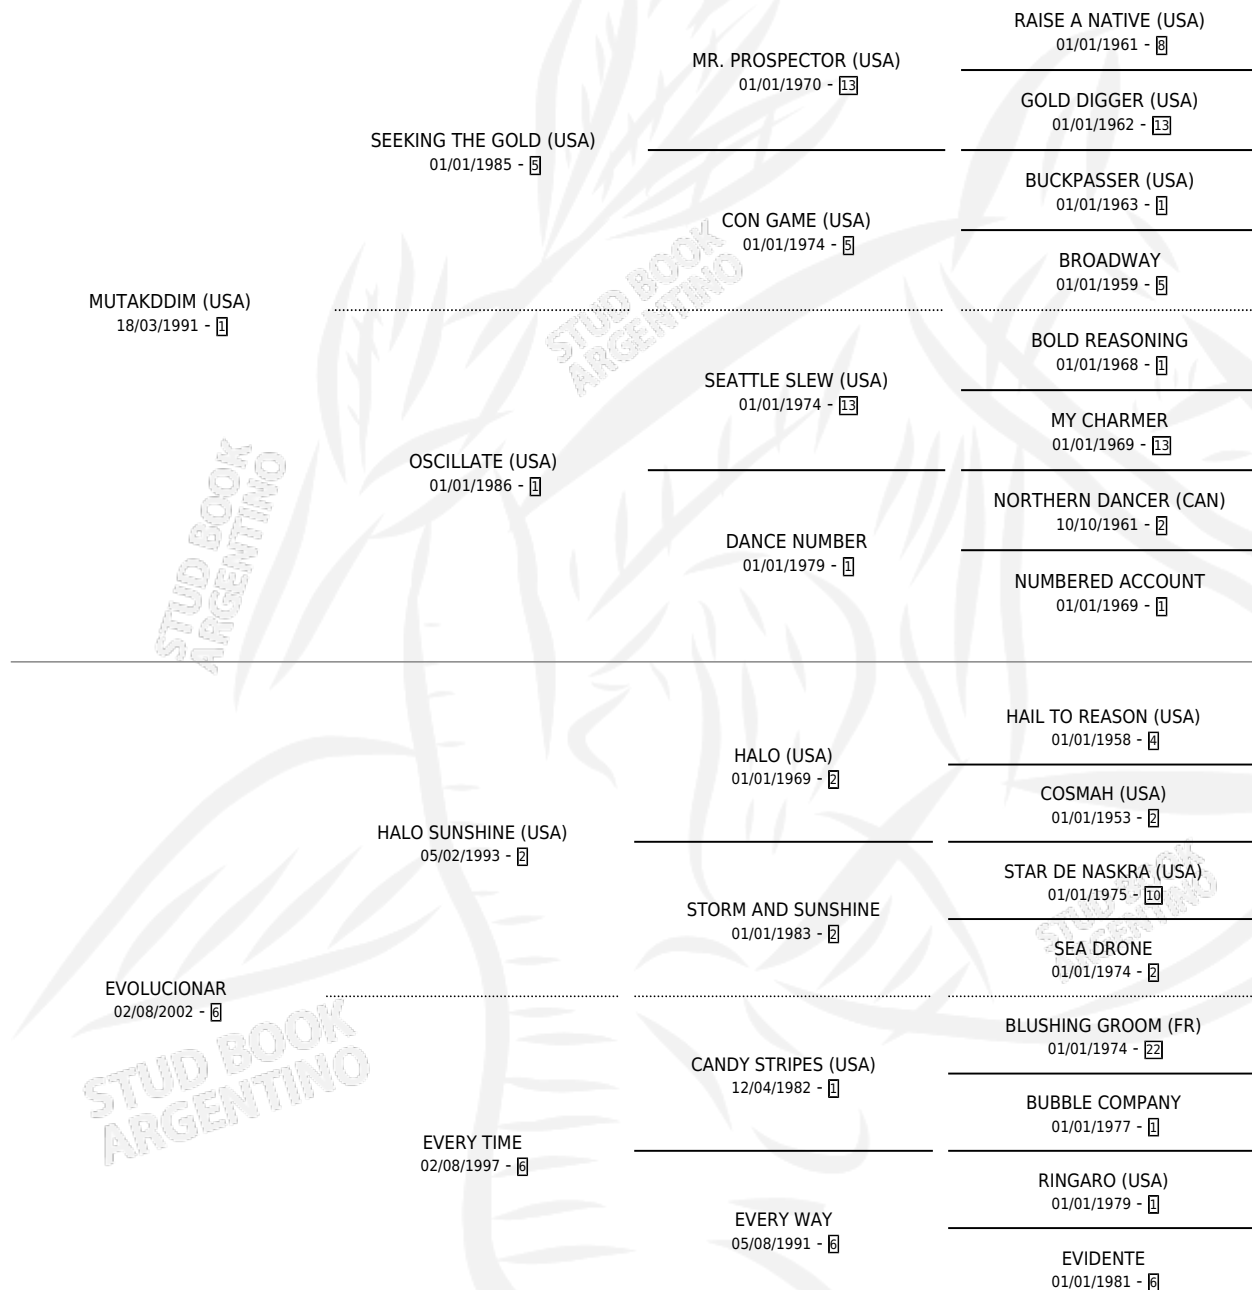 RAISE A NATIVE (USA)
01/01/1961 - 8
MR. PROSPECTOR (USA)
01/01/1970 - 13
GOLD DIGGER (USA)
01/01/1962 - 13
SEEKING THE GOLD (USA)
01/01/1985 - 5
BUCKPASSER (USA)
01/01/1963 - 1
CON GAME (USA)
01/01/1974 - 5
BROADWAY
01/01/1959 - 5
MUTAKDDIM (USA)
18/03/1991 - 1
BOLD REASONING
01/01/1968 - 1
SEATTLE SLEW (USA)
01/01/1974 - 13
MY CHARMER
01/01/1969 - 13
OSCILLATE (USA)
01/01/1986 - 1
NORTHERN DANCER (CAN)
10/10/1961 - 2
DANCE NUMBER
01/01/1979 - 1
NUMBERED ACCOUNT
01/01/1969 - 1
HAIL TO REASON (USA)
01/01/1958 - 4
HALO (USA)
01/01/1969 - 2
COSMAH (USA)
01/01/1953 - 2
HALO SUNSHINE (USA)
05/02/1993 - 2
STAR DE NASKRA (USA)
01/01/1975 - 10
STORM AND SUNSHINE
01/01/1983 - 2
SEA DRONE
01/01/1974 - 2
EVOLUCIONAR
02/08/2002 - 6
BLUSHING GROOM (FR)
01/01/1974 - 22
CANDY STRIPES (USA)
12/04/1982 - 1
BUBBLE COMPANY
01/01/1977 - 1
EVERY TIME
02/08/1997 - 6
RINGARO (USA)
01/01/1979 - 1
EVERY WAY
05/08/1991 - 6
EVIDENTE
01/01/1981 - 6
STUD BOOK
ARGENTINO
STUD BOOK
ARGENTINO
STUD BOOK
ARGENTINO
STUD BOOK
ARGENTINO